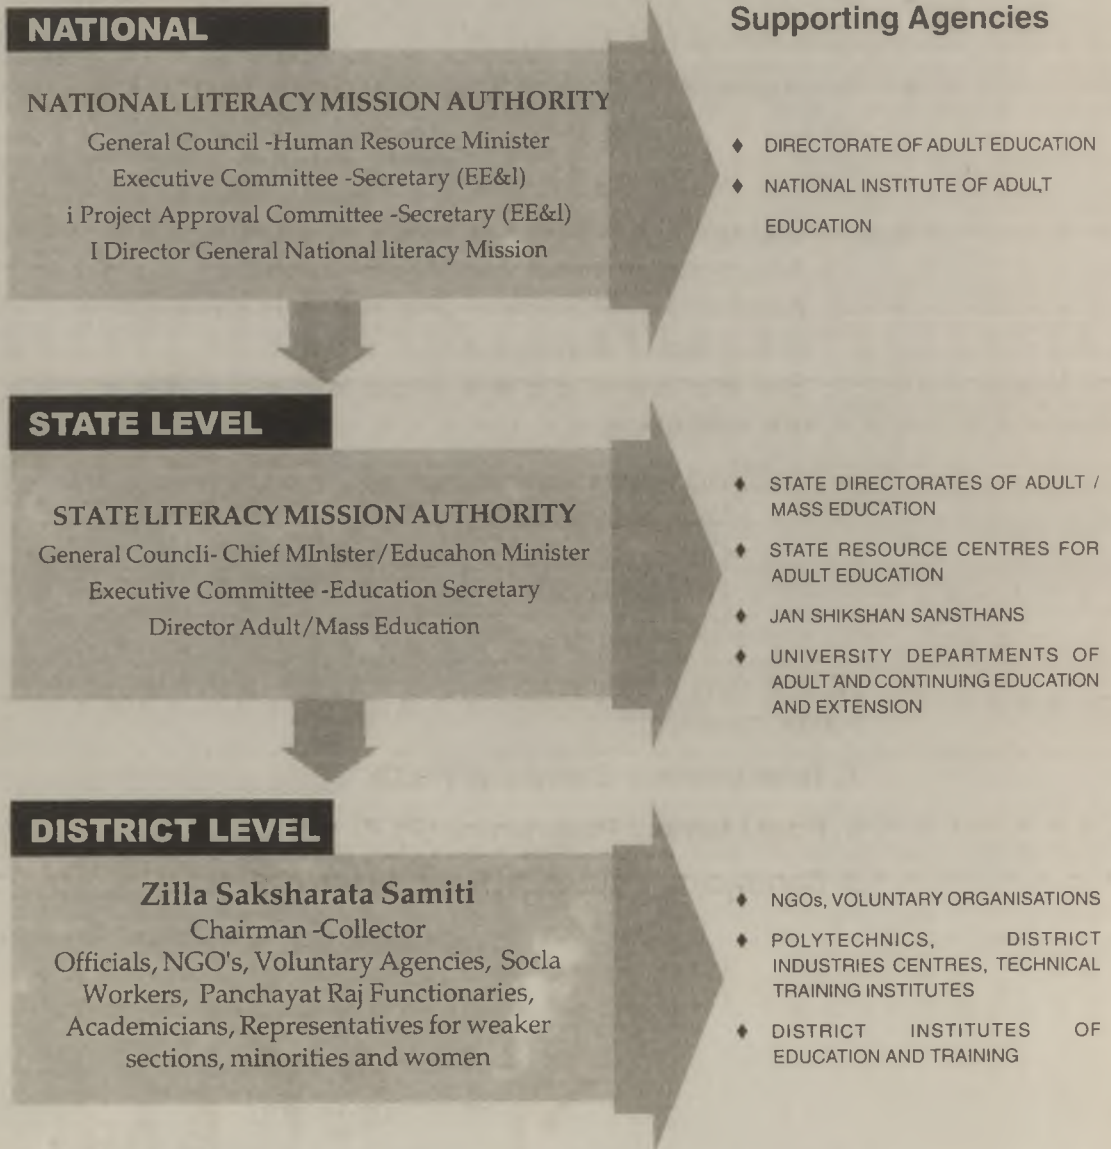 NATIONAL
NATIONAL LITERACY MISSION AUTHORITY
General Council -Human Resource Minister
Executive Committee -Secretary (EE&l)
i Project Approval Committee -Secretary (EE&l)
I Director General National literacy Mission
Supporting Agencies
♦ DIRECTORATE OF ADULT EDUCATION
♦ NATIONAL INSTITUTE OF ADULT
EDUCATION
STATE LEVEL
STATE LITERACY MISSION AUTHORITY
General CouncIi- Chief MInlster/Educahon Minister
Executive Committee -Education Secretary
Director Adult/Mass Education
♦ STATE DIRECTORATES OF ADULT /
MASS EDUCATION
♦ STATE RESOURCE CENTRES FOR
ADULT EDUCATION
♦ JAN SHIKSHAN SANSTHANS
♦ UNIVERSITY DEPARTMENTS OF
ADULT AND CONTINUING EDUCATION
AND EXTENSION
DISTRICT LEVEL
Zilla Saksharata Samiti
Chairman -Collector
Officials, NGO's, Voluntary Agencies, Socla
Workers, Panchayat Raj Functionaries,
Academicians, Representatives for weaker
sections, minorities and women
♦ NGOs, VOLUNTARY ORGANISATIONS
♦ POLYTECHNICS, DISTRICT
INDUSTRIES CENTRES, TECHNICAL
TRAINING INSTITUTES
♦ DISTRICT INSTITUTES OF
EDUCATION AND TRAINING